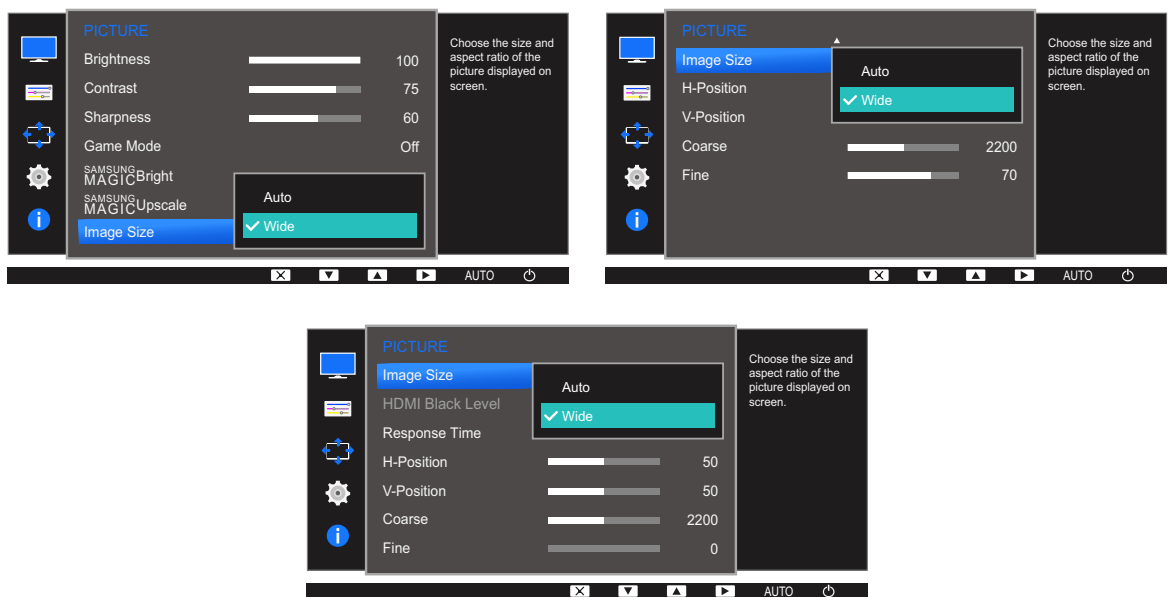 PICTURE
Brightness 100
Contrast 75
Sharpness 60
Game Mode Off
SAMSUNG MAGIC Bright
SAMSUNG MAGIC Upscale
Image Size
Auto
Wide
Choose the size and
aspect ratio of the
picture displayed on
screen.
AUTO
PICTURE
Image Size
H-Position
V-Position
Coarse 2200
Fine 70
Auto
Wide
Choose the size and
aspect ratio of the
picture displayed on
screen.
AUTO
PICTURE
Image Size
HDMI Black Level
Response Time
H-Position 50
V-Position 50
Coarse 2200
Fine 0
Auto
Wide
Choose the size and
aspect ratio of the
picture displayed on
screen.
AUTO